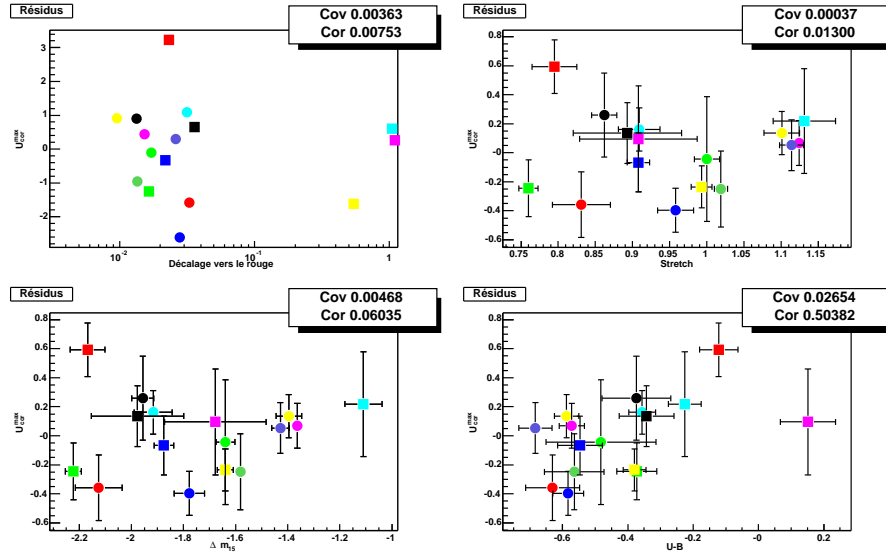 Résidus
Cov 0.00363
Cor 0.00753
U^max_cor
3
2
1
0
-1
-2
10^-2
10^-1
1
Décalage vers le rouge
Résidus
Cov 0.00037
Cor 0.01300
U^max_cor
0.8
0.6
0.4
0.2
-0
-0.2
-0.4
-0.6
0.75 0.8 0.85 0.9 0.95 1 1.05 1.1 1.15
Stretch
Résidus
Cov 0.00468
Cor 0.06035
U^max_cor
0.8
0.6
0.4
0.2
-0
-0.2
-0.4
-0.6
-2.2 -2 -1.8 -1.6 -1.4 -1.2 -1
Δ m_15
Résidus
Cov 0.02654
Cor 0.50382
U^max_cor
0.8
0.6
0.4
0.2
-0
-0.2
-0.4
-0.6
-0.6 -0.4 -0.2 -0 0.2
U-B